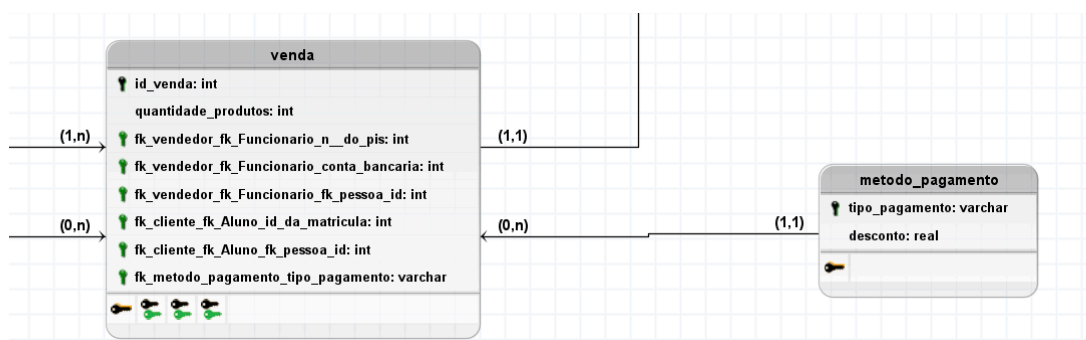 venda
id_venda: int
quantidade_produtos: int
(1,n)
fk_vendedor_fk_Funcionario_n__do_pis: int
(1,1)
fk_vendedor_fk_Funcionario_conta_bancaria: int
fk_vendedor_fk_Funcionario_fk_pessoa_id: int
(0,n)
fk_cliente_fk_Aluno_id_da_matricula: int
(0,n)
fk_cliente_fk_Aluno_fk_pessoa_id: int
fk_metodo_pagamento_tipo_pagamento: varchar
(1,1)
metodo_pagamento
tipo_pagamento: varchar
desconto: real